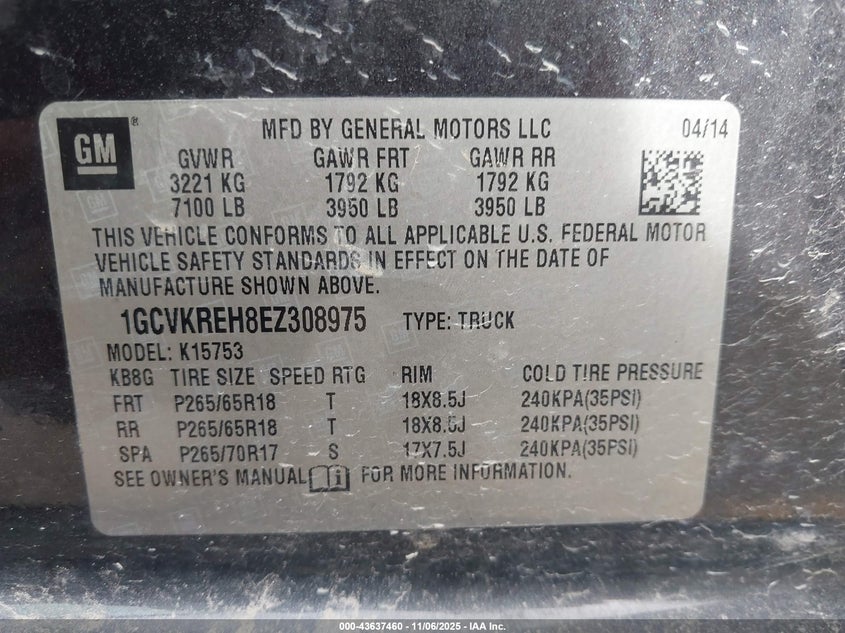 GM®
MFD BY GENERAL MOTORS LLC 04/14
GVWR GAWR FRT GAWR RR
3221 KG 1792 KG 1792 KG
7100 LB 3950 LB 3950 LB
THIS VEHICLE CONFORMS TO ALL APPLICABLE U.S. FEDERAL MOTOR
VEHICLE SAFETY STANDARDS IN EFFECT ON THE DATE OF
MANUFACTURE SHOWN ABOVE.
1GCVKREH8EZ308975 TYPE: TRUCK
MODEL: K15753
KB8G TIRE SIZE SPEED RTG RIM COLD TIRE PRESSURE
FRT P265/65R18 T 18X8.5J 240KPA(35PSI)
RR P265/65R18 T 18X8.5J 240KPA(35PSI)
SPA P265/70R17 S 17X7.5J 240KPA(35PSI)
SEE OWNER'S MANUAL FOR MORE INFORMATION.
000-43637460 - 11/06/2025 - IAA Inc.